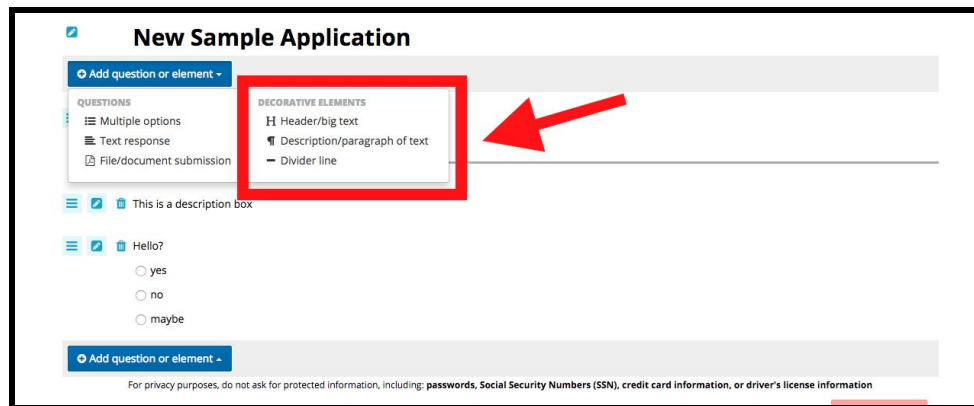 New Sample Application
Add question or element
QUESTIONS
Multiple options
Text response
File/document submission
DECORATIVE ELEMENTS
H Header/big text
¶ Description/paragraph of text
Divider line
This is a description box
Hello?
yes
no
maybe
Add question or element
For privacy purposes, do not ask for protected information, including: passwords, Social Security Numbers (SSN), credit card information, or driver's license information